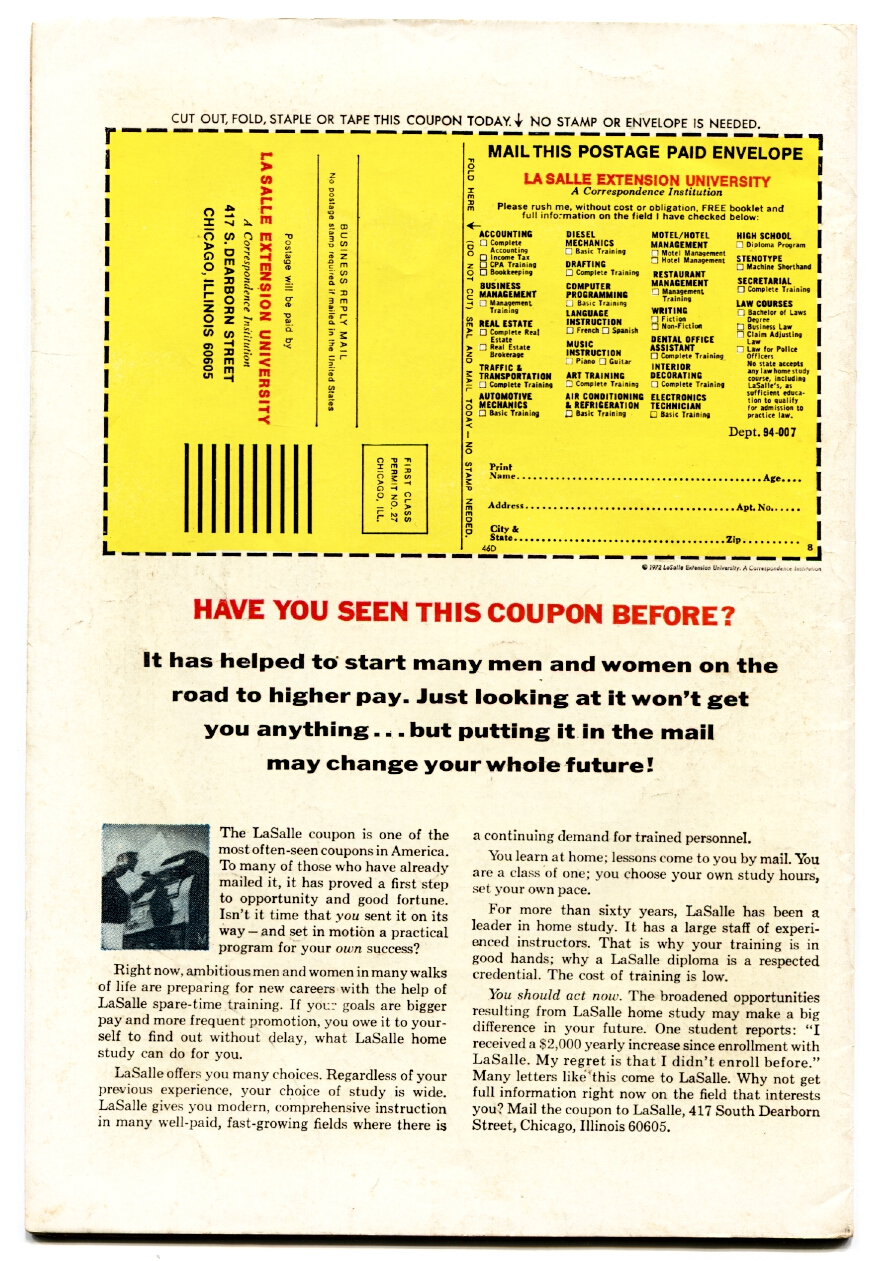 CUT OUT, FOLD, STAPLE OR TAPE THIS COUPON TODAY.↓ NO STAMP OR ENVELOPE IS NEEDED.
FIRST CLASS
PERMIT NO. 27
CHICAGO, ILL.
BUSINESS REPLY MAIL
No postage stamp required if mailed in the United States
Postage will be paid by
LA SALLE EXTENSION UNIVERSITY
A Correspondence Institution
417 S. DEARBORN STREET
CHICAGO, ILLINOIS 60605
FOLD HERE → (DO NOT CUT) SEAL AND MAIL TODAY — NO STAMP NEEDED.
MAIL THIS POSTAGE PAID ENVELOPE
LA SALLE EXTENSION UNIVERSITY
A Correspondence Institution
Please rush me, without cost or obligation, FREE booklet and
full information on the field I have checked below:
ACCOUNTING
☐ Complete
Accounting
☐ Income Tax
☐ CPA Training
☐ Bookkeeping
BUSINESS
MANAGEMENT
☐ Management
Training
REAL ESTATE
☐ Complete Real
Estate
☐ Real Estate
Brokerage
TRAFFIC &
TRANSPORTATION
☐ Complete Training
AUTOMOTIVE
MECHANICS
☐ Basic Training
DIESEL
MECHANICS
☐ Basic Training
DRAFTING
☐ Complete Training
COMPUTER
PROGRAMMING
☐ Basic Training
LANGUAGE
INSTRUCTION
☐ French ☐ Spanish
MUSIC
INSTRUCTION
☐ Piano ☐ Guitar
ART TRAINING
☐ Complete Training
AIR CONDITIONING
& REFRIGERATION
☐ Basic Training
MOTEL/HOTEL
MANAGEMENT
☐ Motel Management
☐ Hotel Management
RESTAURANT
MANAGEMENT
☐ Management
Training
WRITING
☐ Fiction
☐ Non-Fiction
DENTAL OFFICE
ASSISTANT
☐ Complete Training
INTERIOR
DECORATING
☐ Complete Training
ELECTRONICS
TECHNICIAN
☐ Basic Training
HIGH SCHOOL
☐ Diploma Program
STENOTYPE
☐ Machine Shorthand
SECRETARIAL
☐ Complete Training
LAW COURSES
☐ Bachelor of Laws
Degree
☐ Business Law
☐ Claim Adjusting
Law
☐ Law for Police
Officers
No state accepts
any law home study
course, including
LaSalle's, as
sufficient educa-
tion to qualify
for admission to
practice law.
Dept. 94-007
Print
Name Age
Address Apt. No.
City &
State Zip
46D 8
© 1972 LaSalle Extension University. A Correspondence Institution
HAVE YOU SEEN THIS COUPON BEFORE?
It has helped to start many men and women on the
road to higher pay. Just looking at it won't get
you anything...but putting it in the mail
may change your whole future!
The LaSalle coupon is one of the
most often-seen coupons in America.
To many of those who have already
mailed it, it has proved a first step
to opportunity and good fortune.
Isn't it time that you sent it on its
way—and set in motion a practical
program for your own success?
Right now, ambitious men and women in many walks
of life are preparing for new careers with the help of
LaSalle spare-time training. If your goals are bigger
pay and more frequent promotion, you owe it to your-
self to find out without delay, what LaSalle home
study can do for you.
LaSalle offers you many choices. Regardless of your
previous experience, your choice of study is wide.
LaSalle gives you modern, comprehensive instruction
in many well-paid, fast-growing fields where there is
a continuing demand for trained personnel.
You learn at home; lessons come to you by mail. You
are a class of one; you choose your own study hours,
set your own pace.
For more than sixty years, LaSalle has been a
leader in home study. It has a large staff of experi-
enced instructors. That is why your training is in
good hands; why a LaSalle diploma is a respected
credential. The cost of training is low.
You should act now. The broadened opportunities
resulting from LaSalle home study may make a big
difference in your future. One student reports: "I
received a $2,000 yearly increase since enrollment with
LaSalle. My regret is that I didn't enroll before."
Many letters like this come to LaSalle. Why not get
full information right now on the field that interests
you? Mail the coupon to LaSalle, 417 South Dearborn
Street, Chicago, Illinois 60605.